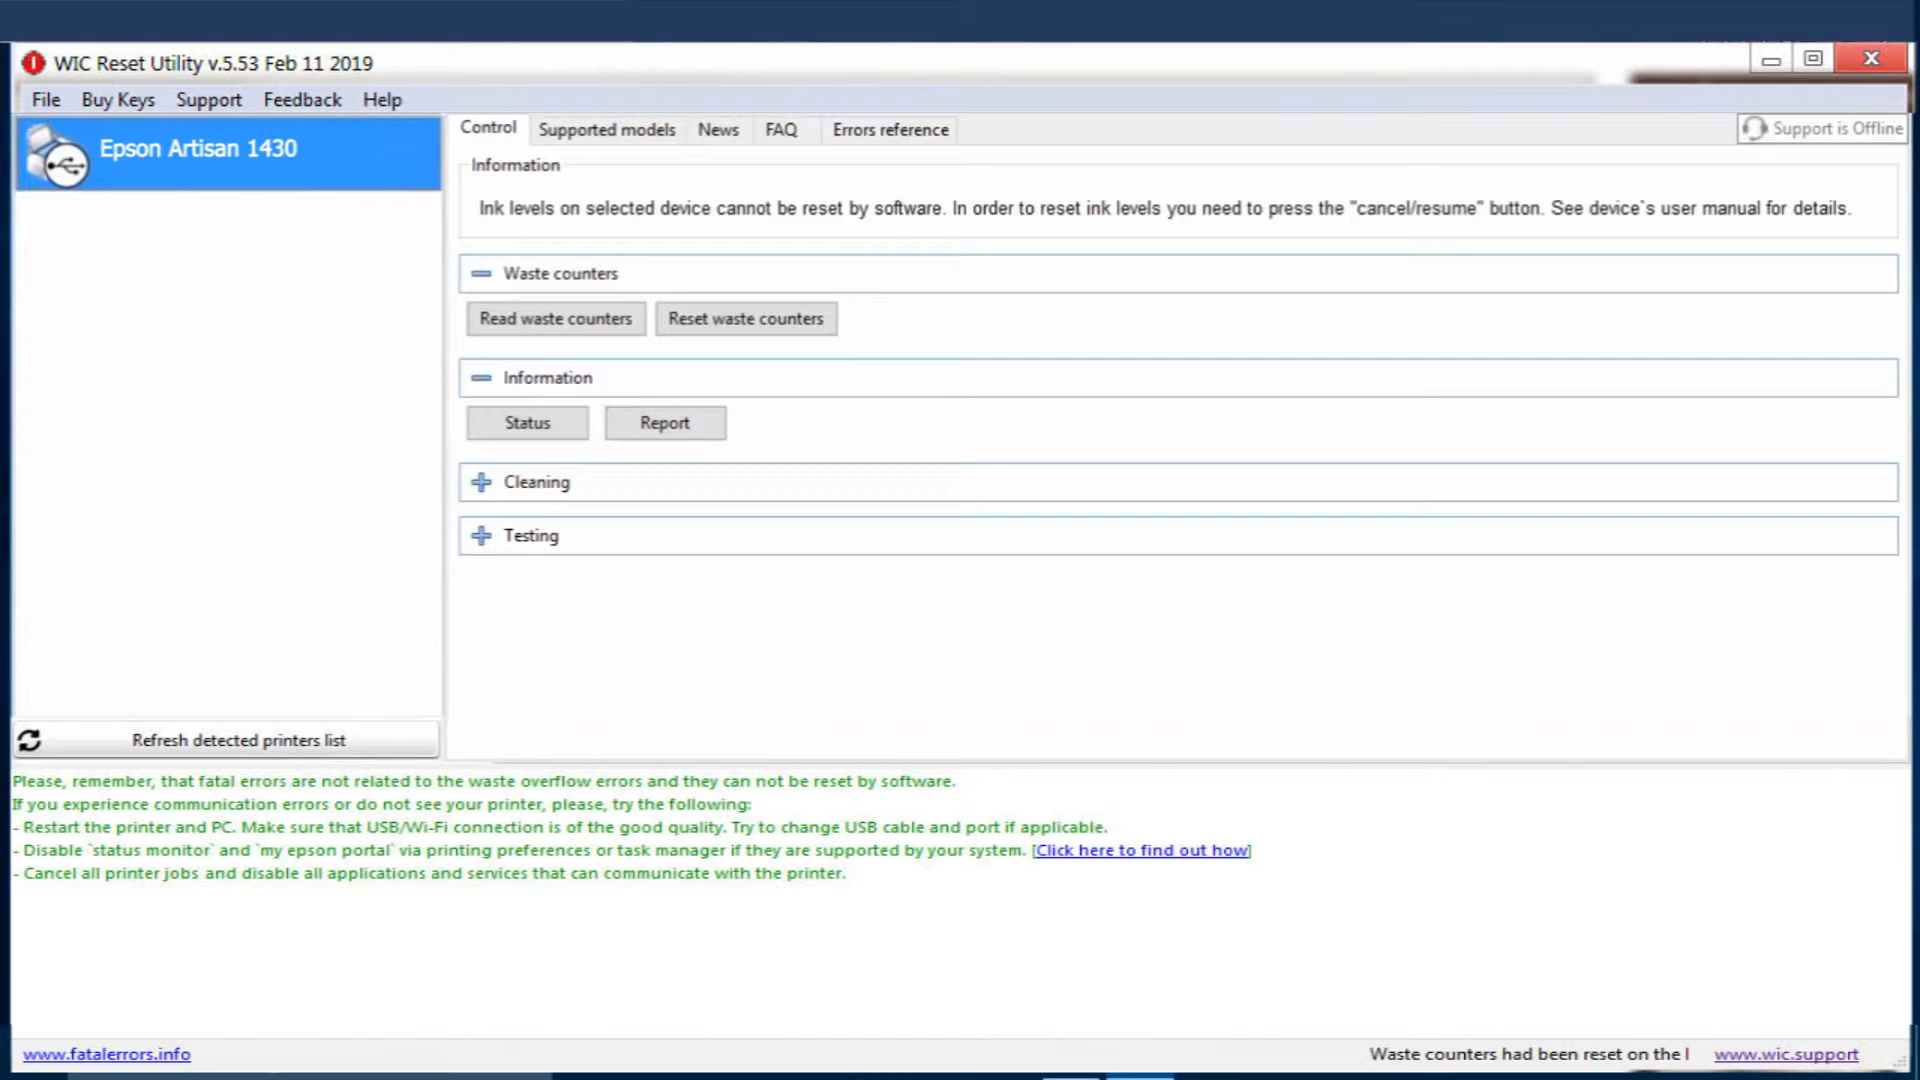 WIC Reset Utility v.5.53 Feb 11 2019
File Buy Keys Support Feedback Help
Epson Artisan 1430
Control Supported models News FAQ Errors reference
Support is Offline
Information
Ink levels on selected device cannot be reset by software. In order to reset ink levels you need to press the "cancel/resume" button. See device`s user manual for details.
Waste counters
Read waste counters Reset waste counters
Information
Status Report
Cleaning
Testing
Refresh detected printers list
Please, remember, that fatal errors are not related to the waste overflow errors and they can not be reset by software.
If you experience communication errors or do not see your printer, please, try the following:
- Restart the printer and PC. Make sure that USB/Wi-Fi connection is of the good quality. Try to change USB cable and port if applicable.
- Disable `status monitor` and `my epson portal` via printing preferences or task manager if they are supported by your system. [Click here to find out how]
- Cancel all printer jobs and disable all applications and services that can communicate with the printer.
www.fatalerrors.info
Waste counters had been reset on the
www.wic.support